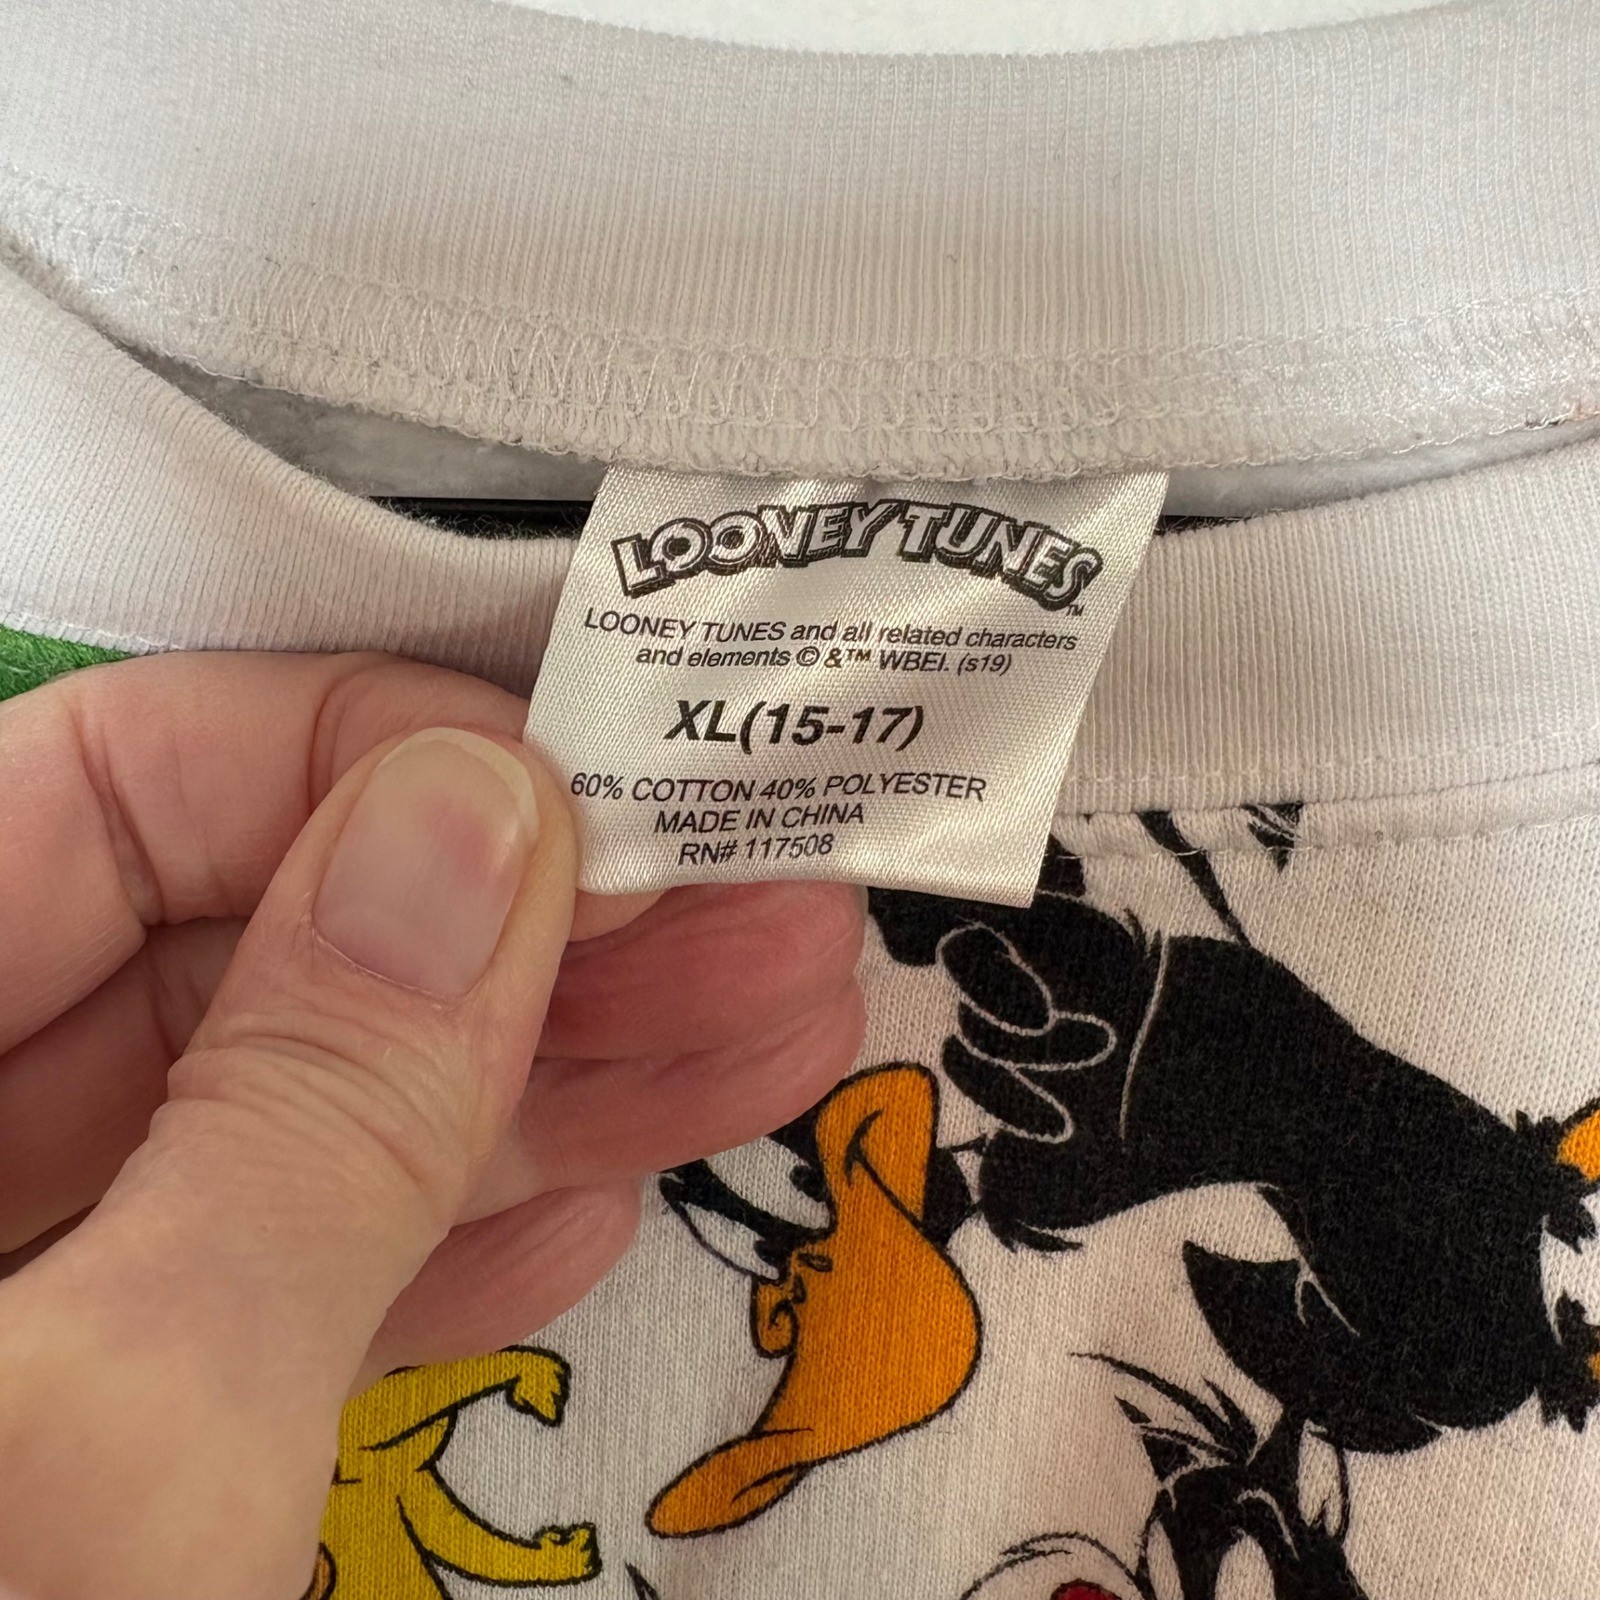 LOONEY TUNES™
LOONEY TUNES and all related characters
and elements © &™ WBEI. (s19)
XL(15-17)
60% COTTON 40% POLYESTER
MADE IN CHINA
RN# 117508